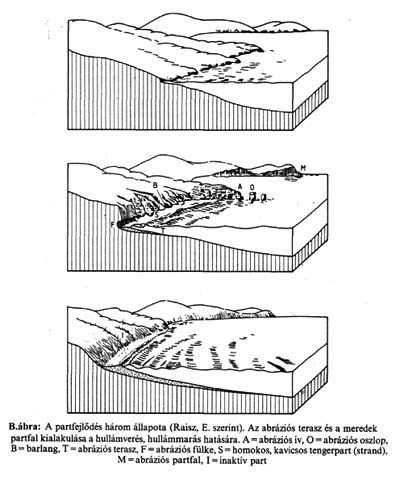 M
B
A O
F
T
B.ábra: A partfejlődés három állapota (Raisz, E. szerint). Az abráziós terasz és a meredek
partfal kialakulása a hullámverés, hullámmarás hatására. A = abráziós ív, O = abráziós oszlop,
B = barlang, T = abráziós terasz, F = abráziós fülke, S = homokos, kavicsos tengerpart (strand),
M = abráziós partfal, I = inaktív part